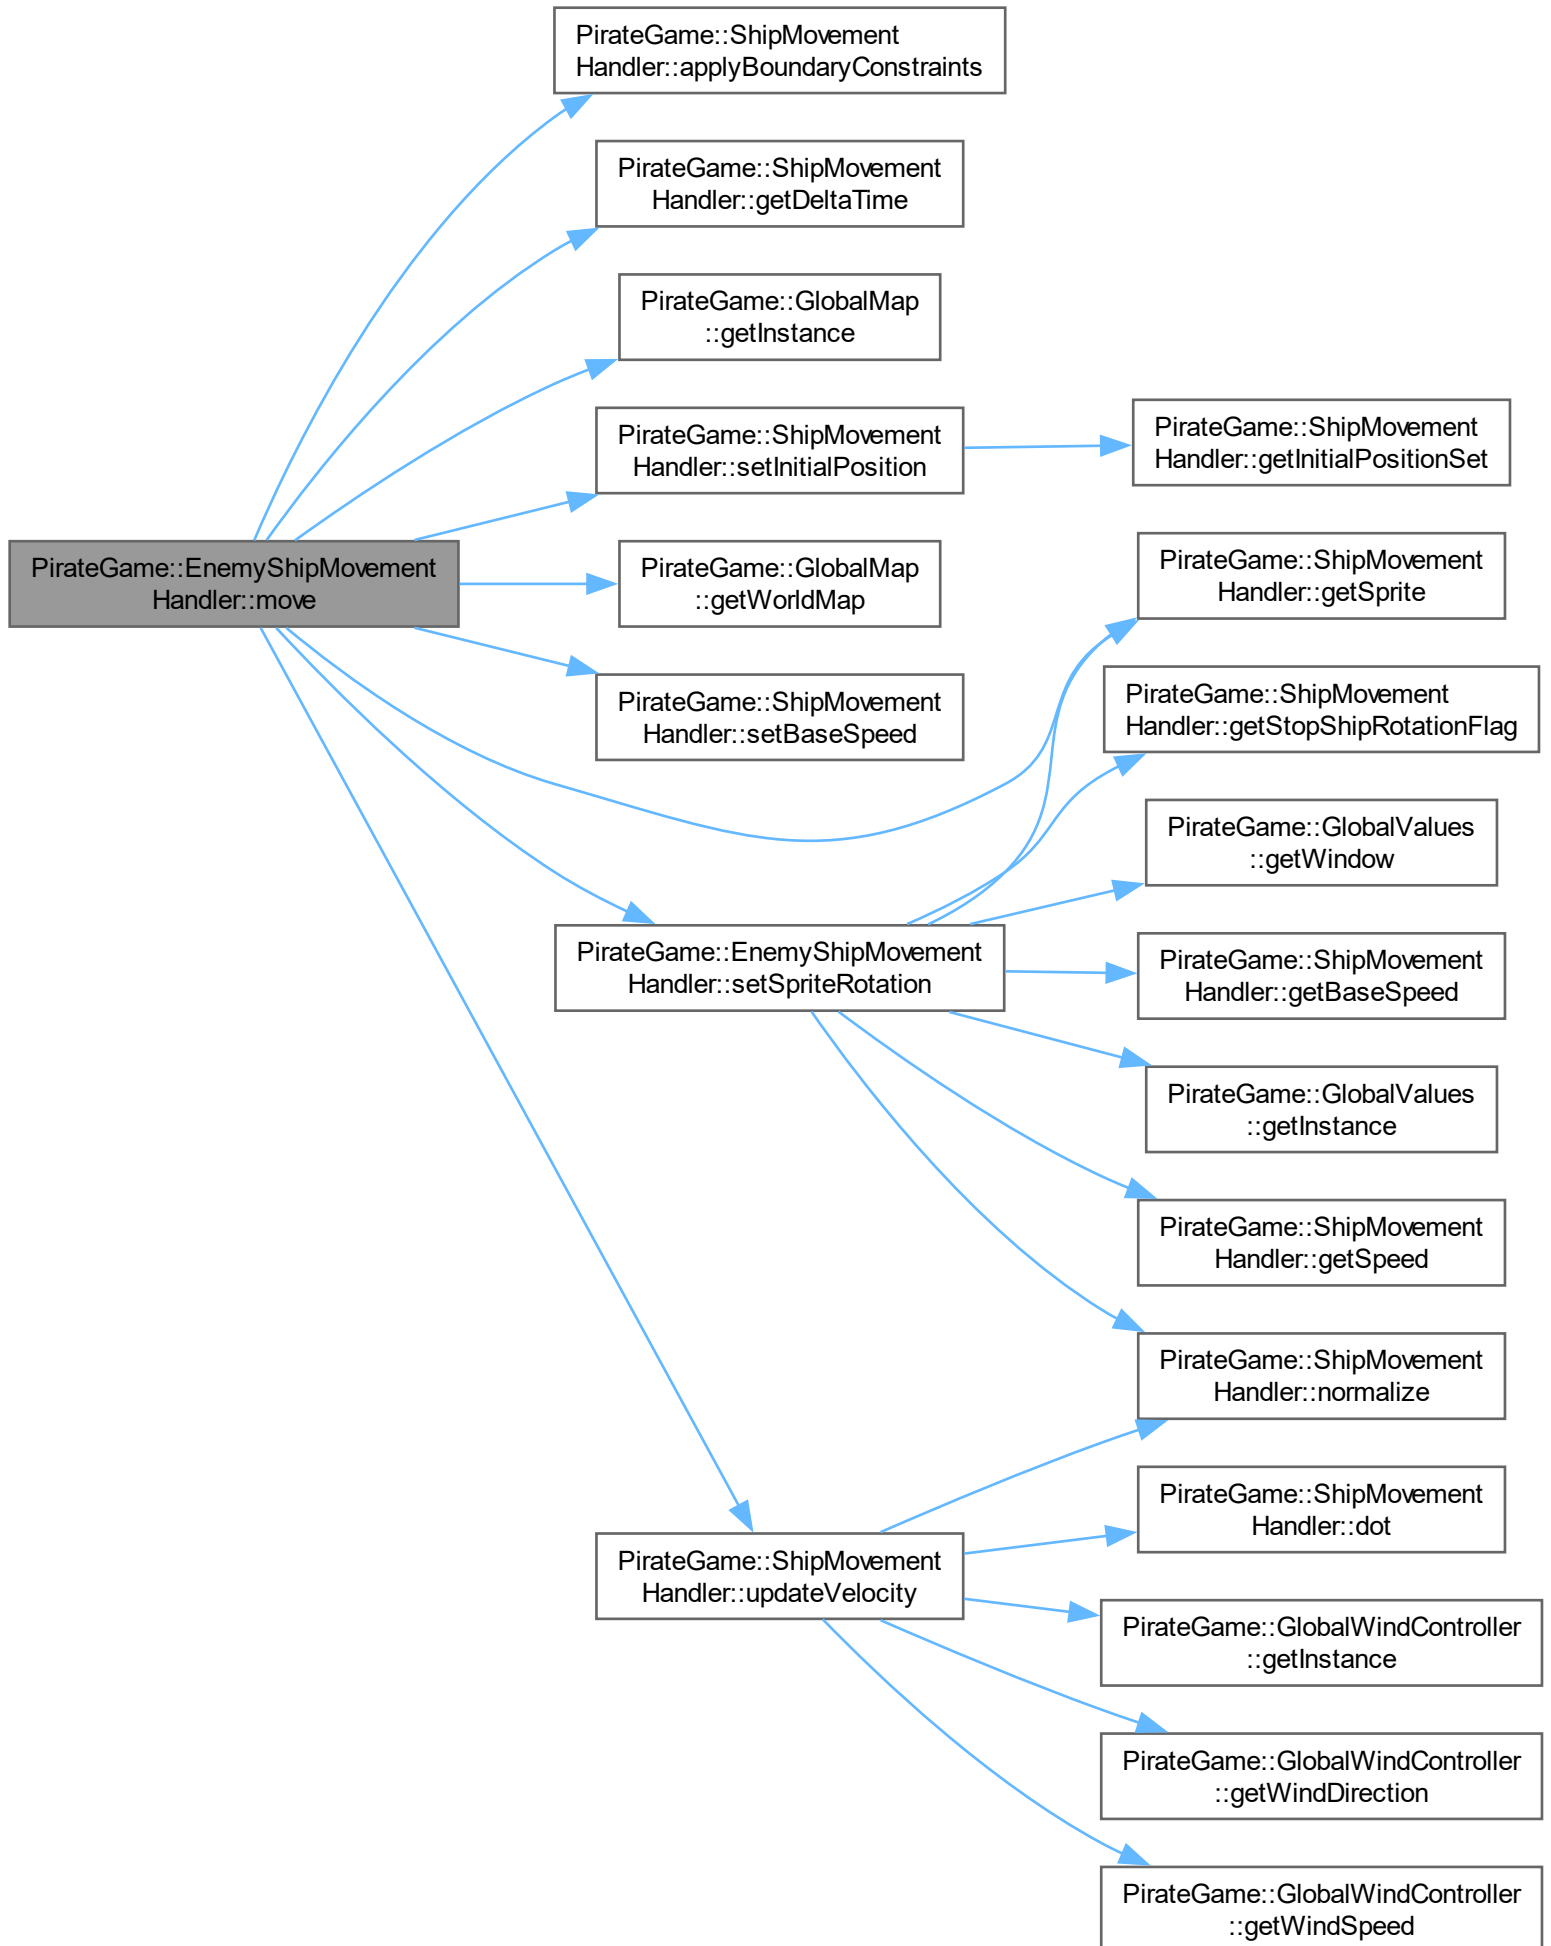 PirateGame::ShipMovement
Handler::applyBoundaryConstraints
PirateGame::ShipMovement
Handler::getDeltaTime
PirateGame::GlobalMap
::getInstance
PirateGame::ShipMovement
Handler::setInitialPosition
PirateGame::ShipMovement
Handler::getInitialPositionSet
PirateGame::EnemyShipMovement
Handler::move
PirateGame::GlobalMap
::getWorldMap
PirateGame::ShipMovement
Handler::getSprite
PirateGame::ShipMovement
Handler::setBaseSpeed
PirateGame::ShipMovement
Handler::getStopShipRotationFlag
PirateGame::GlobalValues
::getWindow
PirateGame::EnemyShipMovement
Handler::setSpriteRotation
PirateGame::ShipMovement
Handler::getBaseSpeed
PirateGame::GlobalValues
::getInstance
PirateGame::ShipMovement
Handler::getSpeed
PirateGame::ShipMovement
Handler::normalize
PirateGame::ShipMovement
Handler::updateVelocity
PirateGame::ShipMovement
Handler::dot
PirateGame::GlobalWindController
::getInstance
PirateGame::GlobalWindController
::getWindDirection
PirateGame::GlobalWindController
::getWindSpeed